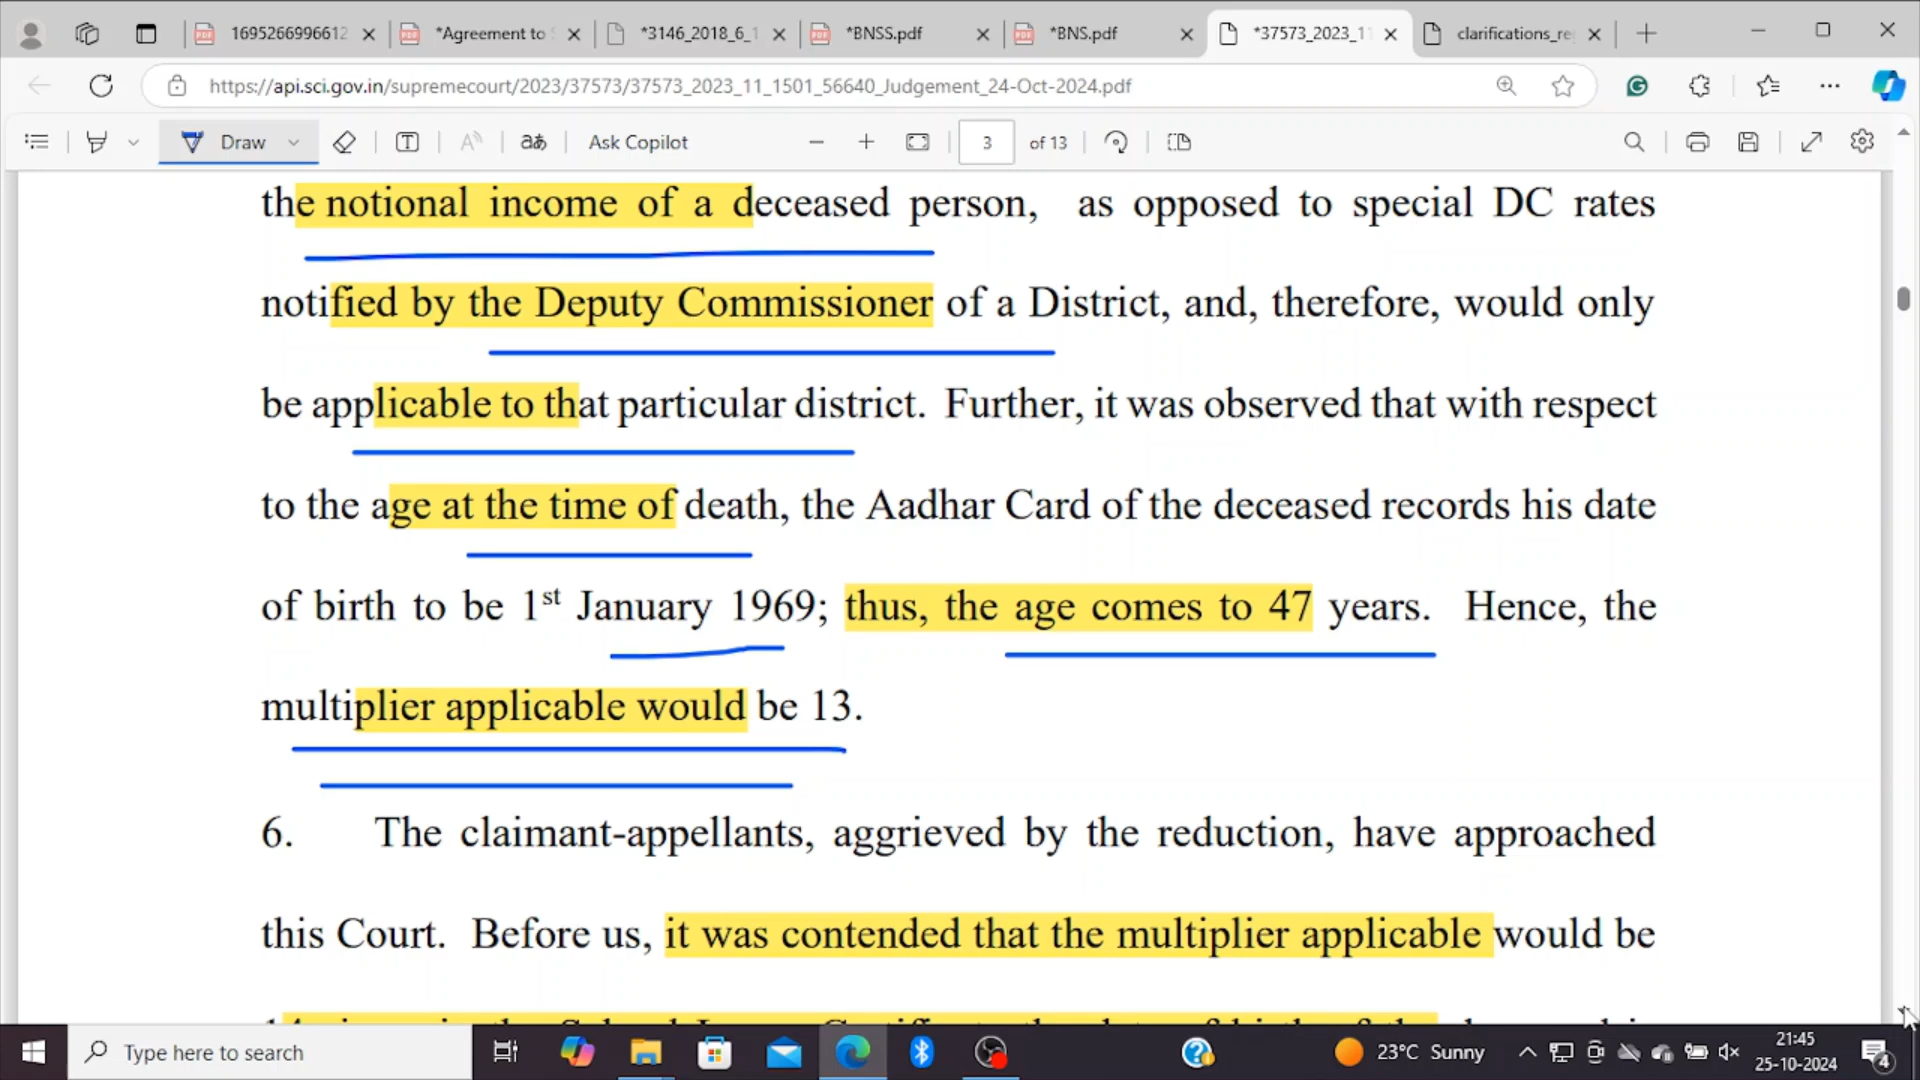 1695266996612
*Agreement to
*3146_2018_6_1
*BNSS.pdf
*BNS.pdf
*37573_2023_11
clarifications_re
https://api.sci.gov.in/supremecourt/2023/37573/37573_2023_11_1501_56640_Judgement_24-Oct-2024.pdf
Draw
Ask Copilot
3 of 13
the notional income of a deceased person, as opposed to special DC rates
notified by the Deputy Commissioner of a District, and, therefore, would only
be applicable to that particular district. Further, it was observed that with respect
to the age at the time of death, the Aadhar Card of the deceased records his date
of birth to be 1st January 1969; thus, the age comes to 47 years. Hence, the
multiplier applicable would be 13.
6. The claimant-appellants, aggrieved by the reduction, have approached
this Court. Before us, it was contended that the multiplier applicable would be
Type here to search
23°C Sunny
21:45
25-10-2024
4